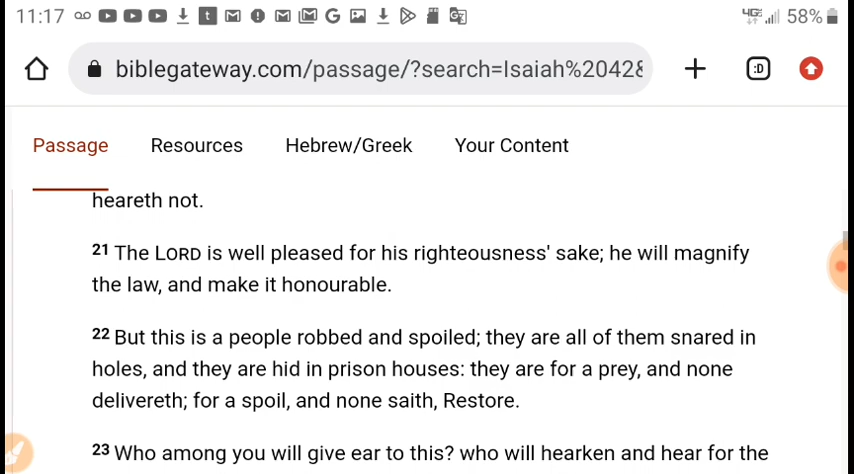 11:17 4G 58%
biblegateway.com/passage/?search=Isaiah%2042& :D
Passage Resources Hebrew/Greek Your Content
heareth not.
21 The LORD is well pleased for his righteousness' sake; he will magnify
the law, and make it honourable.
22 But this is a people robbed and spoiled; they are all of them snared in
holes, and they are hid in prison houses: they are for a prey, and none
delivereth; for a spoil, and none saith, Restore.
23 Who among you will give ear to this? who will hearken and hear for the